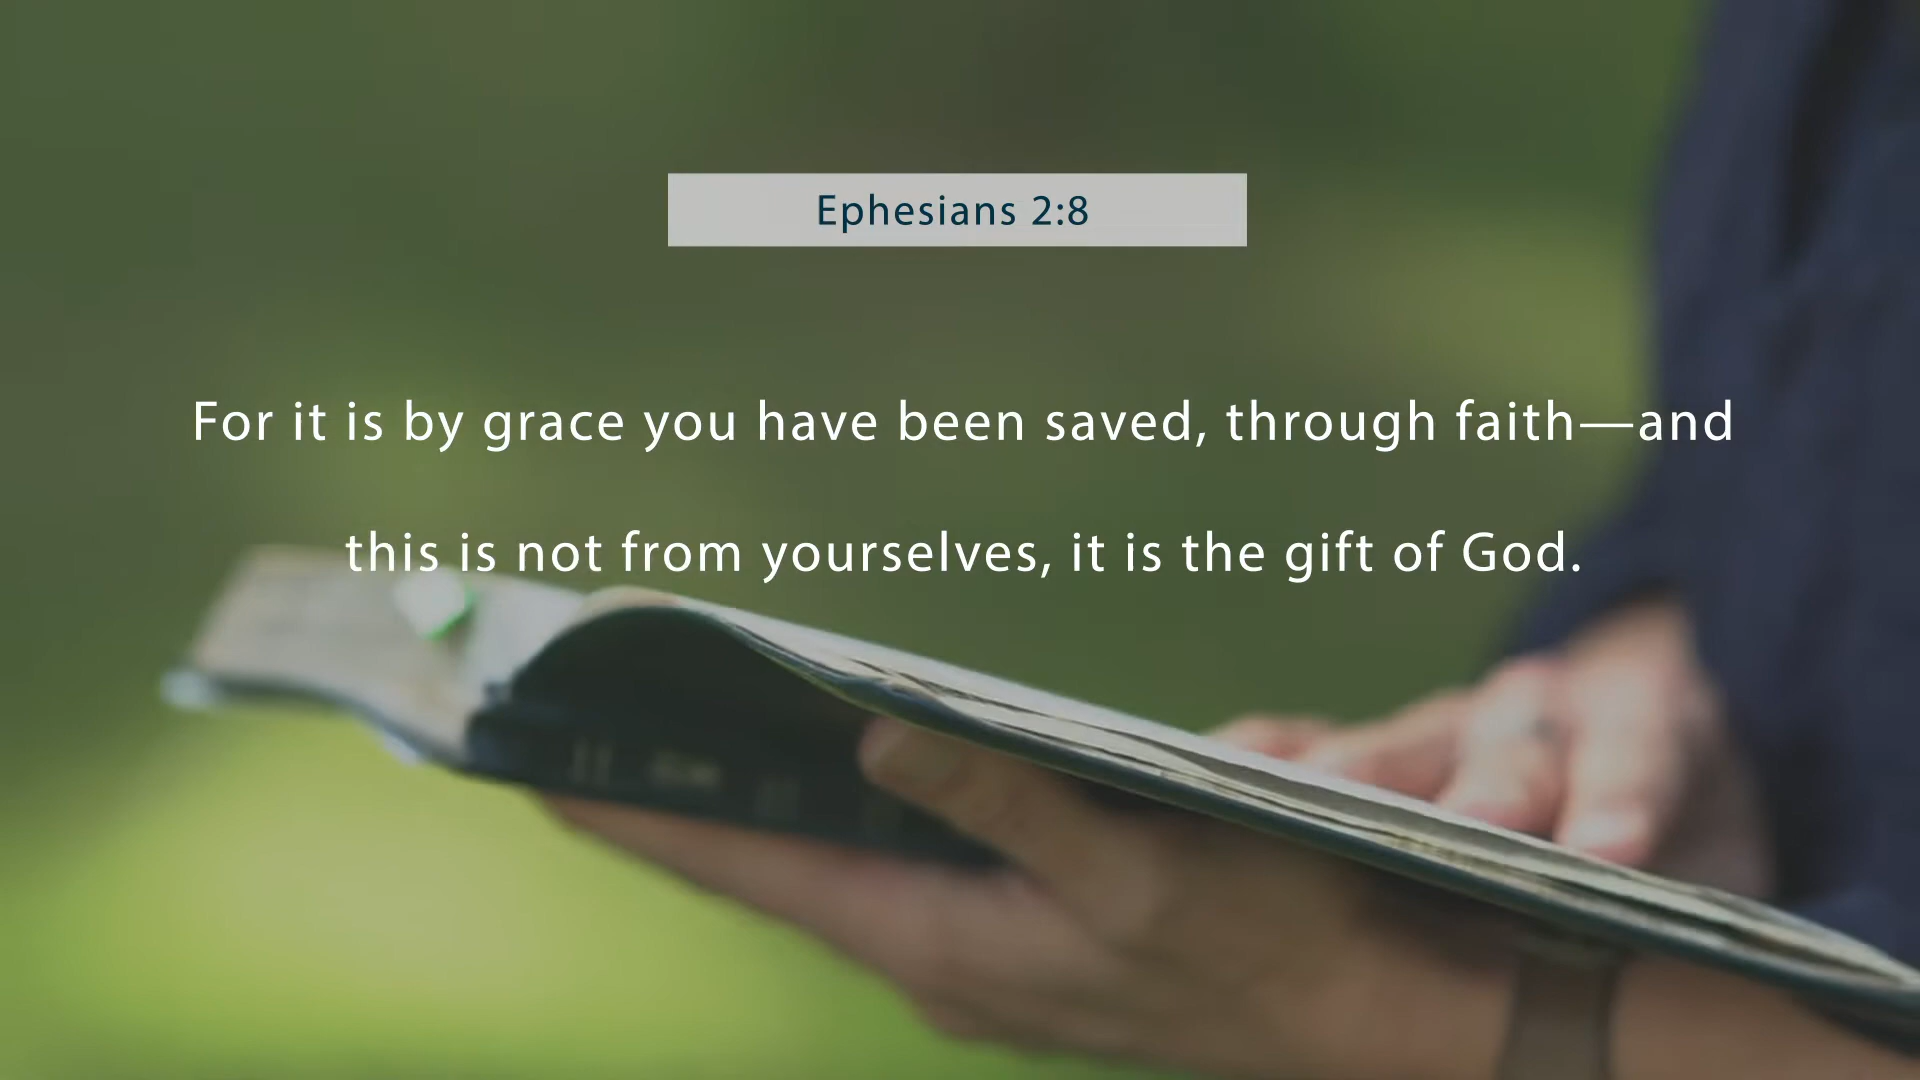 Ephesians 2:8
For it is by grace you have been saved, through faith—and
this is not from yourselves, it is the gift of God.